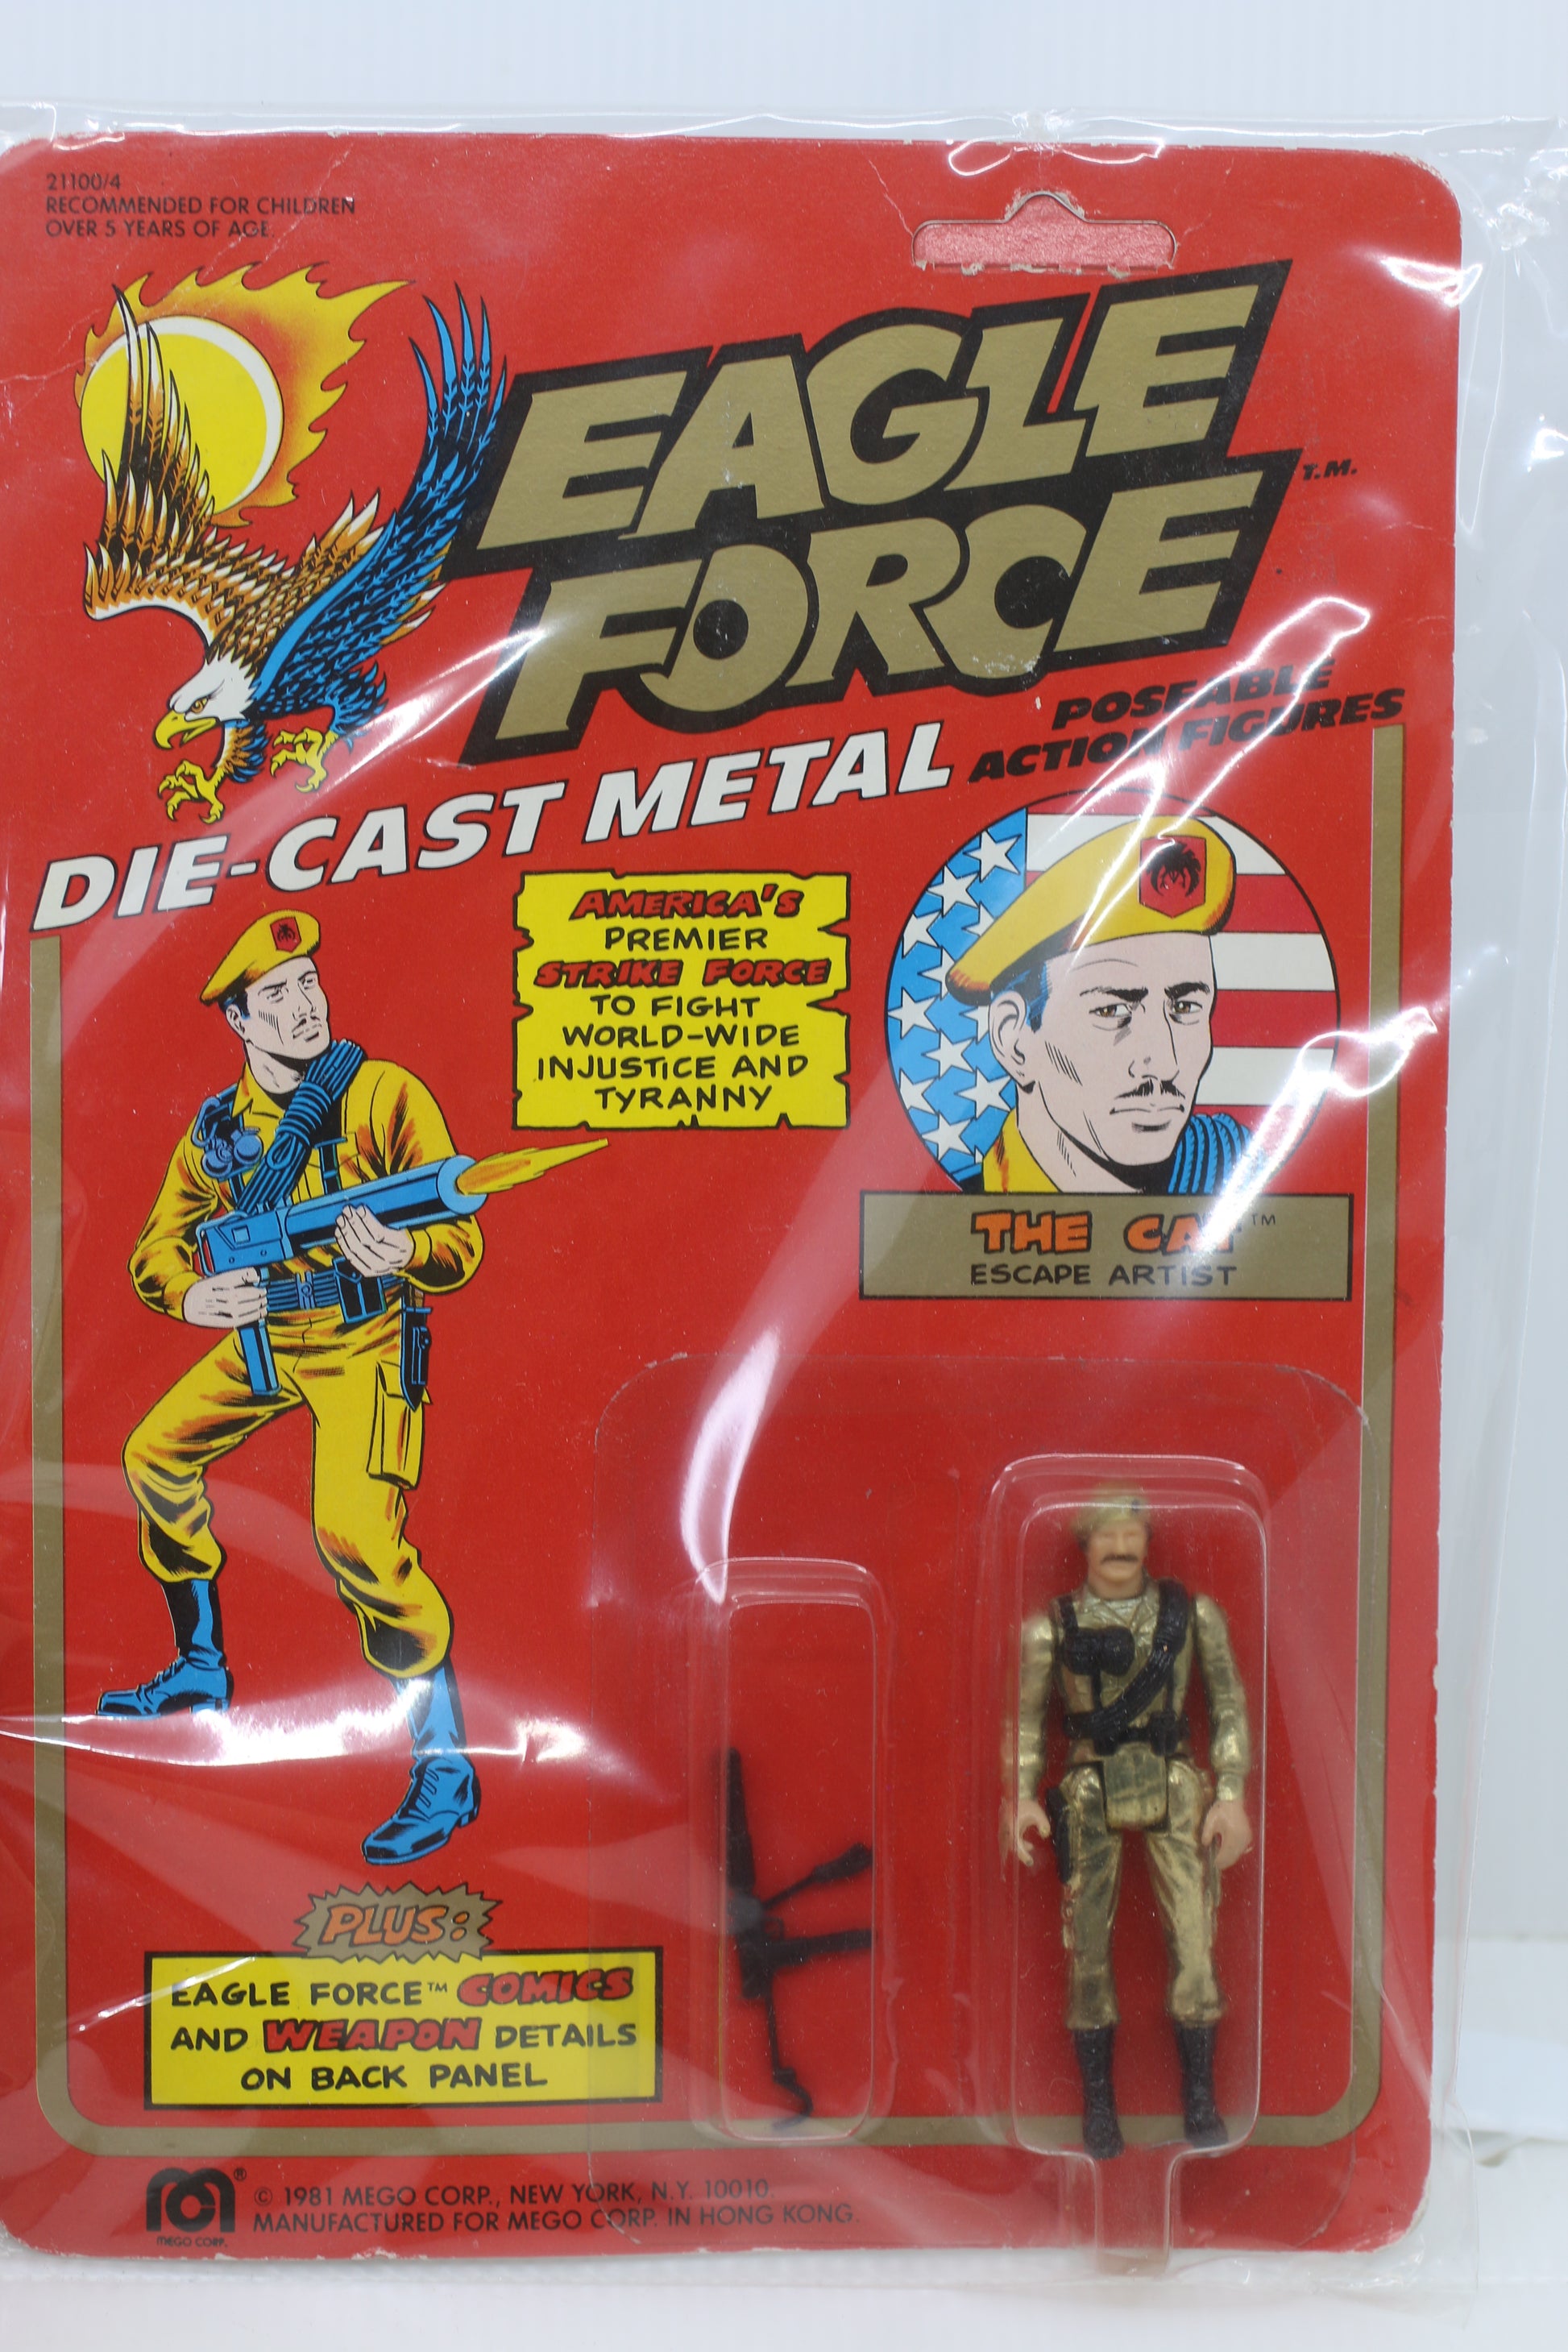 21100/4
RECOMMENDED FOR CHILDREN
OVER 5 YEARS OF AGE.
EAGLE
FORCE
T.M.
POSEABLE
ACTION FIGURES
DIE-CAST METAL
AMERICA'S
PREMIER
STRIKE FORCE
TO FIGHT
WORLD-WIDE
INJUSTICE AND
TYRANNY
THE CAT™
ESCAPE ARTIST
PLUS:
EAGLE FORCE™ COMICS
AND WEAPON DETAILS
ON BACK PANEL
®
MEGO CORP.
© 1981 MEGO CORP., NEW YORK, N.Y. 10010.
MANUFACTURED FOR MEGO CORP. IN HONG KONG.